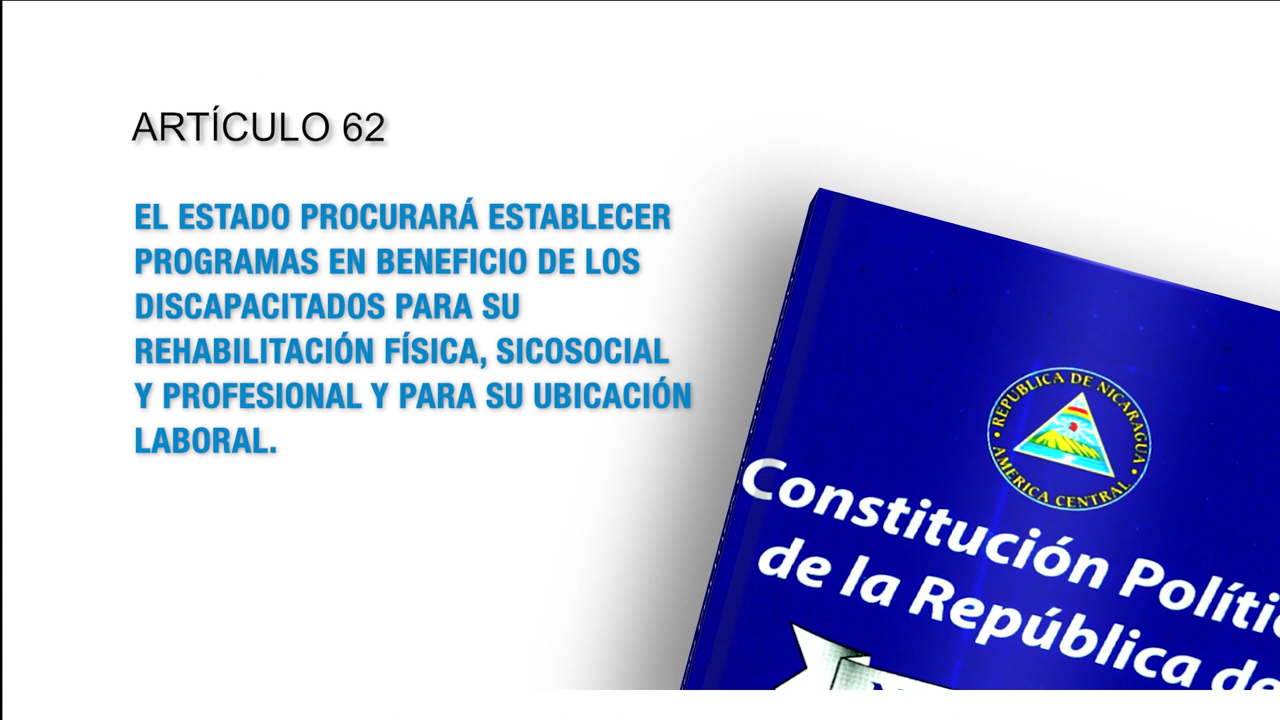 ARTÍCULO 62
EL ESTADO PROCURARÁ ESTABLECER
PROGRAMAS EN BENEFICIO DE LOS
DISCAPACITADOS PARA SU
REHABILITACIÓN FÍSICA, SICOSOCIAL
Y PROFESIONAL Y PARA SU UBICACIÓN
LABORAL.
REPUBLICA DE NICARAGUA
AMERICA CENTRAL
Constitución Políti
de la República de